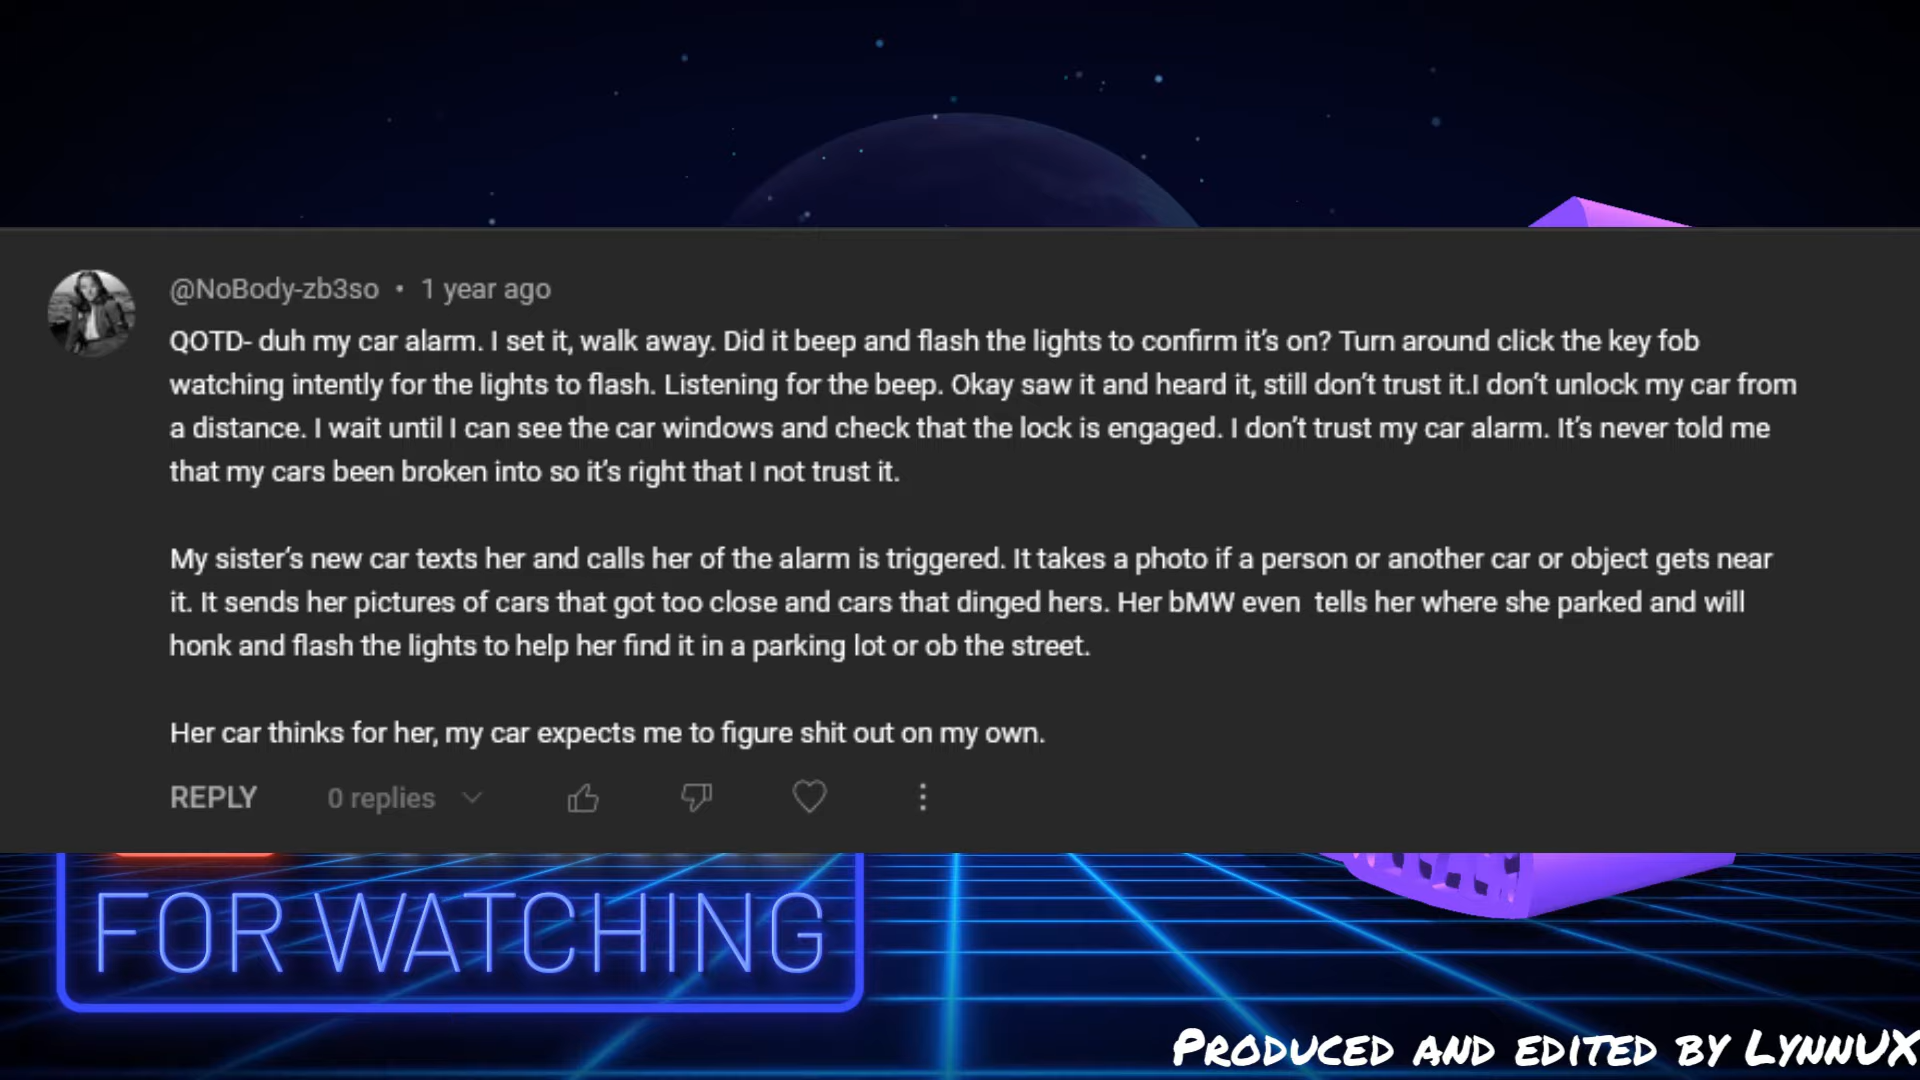 @NoBody-zb3so • 1 year ago
QOTD- duh my car alarm. I set it, walk away. Did it beep and flash the lights to confirm it's on? Turn around click the key fob
watching intently for the lights to flash. Listening for the beep. Okay saw it and heard it, still don't trust it.I don't unlock my car from
a distance. I wait until I can see the car windows and check that the lock is engaged. I don't trust my car alarm. It's never told me
that my cars been broken into so it's right that I not trust it.
My sister's new car texts her and calls her of the alarm is triggered. It takes a photo if a person or another car or object gets near
it. It sends her pictures of cars that got too close and cars that dinged hers. Her bMW even  tells her where she parked and will
honk and flash the lights to help her find it in a parking lot or ob the street.
Her car thinks for her, my car expects me to figure shit out on my own.
REPLY 0 replies
FOR WATCHING
PRODUCED AND EDITED BY LYNNUX